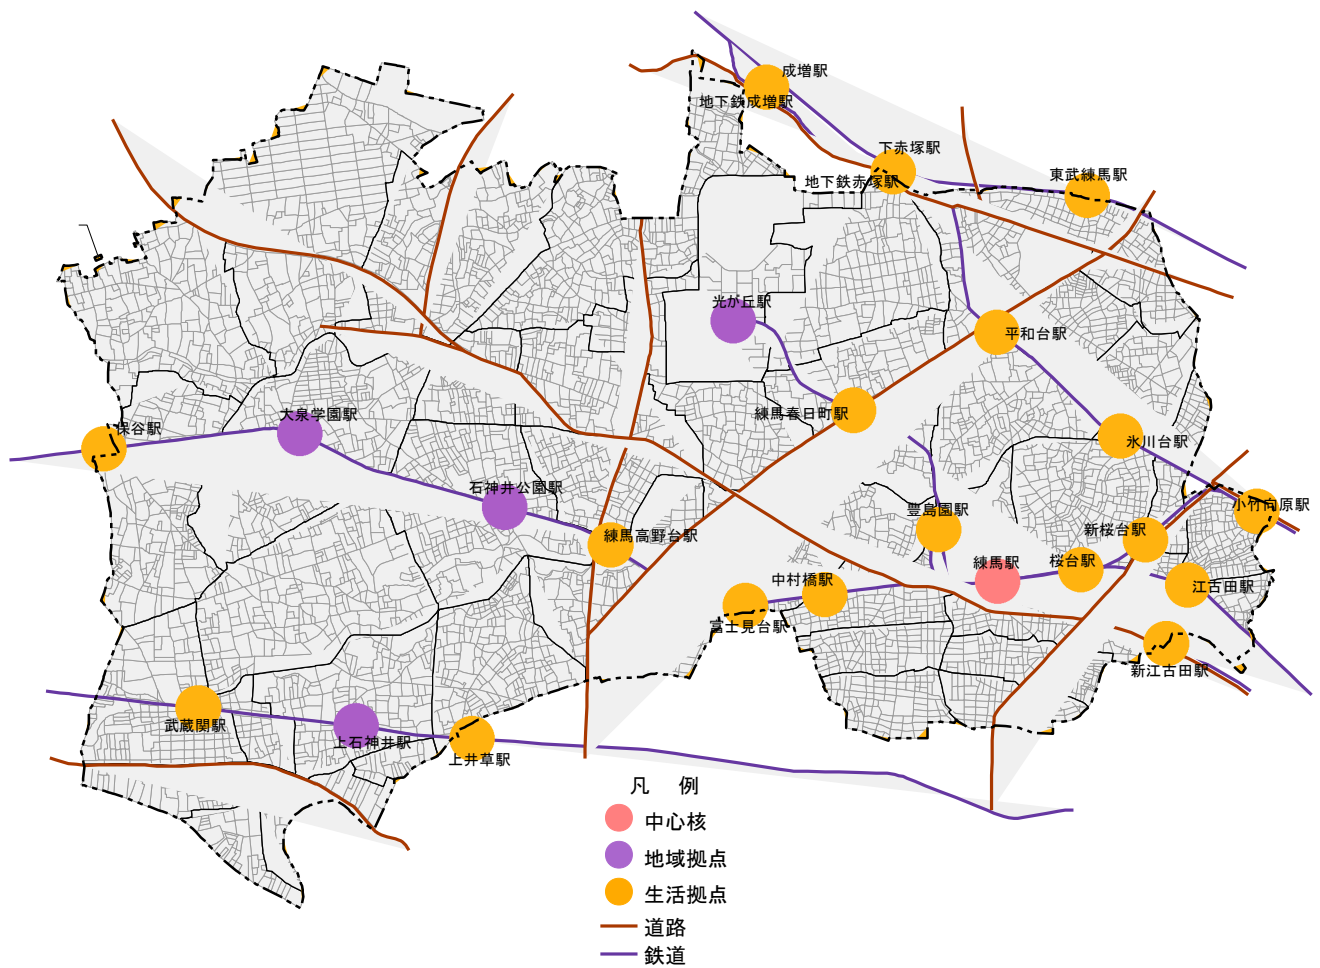 成増駅
地下鉄成増駅
下赤塚駅
地下鉄赤塚駅
東武練馬駅
光が丘駅
平和台駅
大泉学園駅
練馬春日町駅
保谷駅
氷川台駅
石神井公園駅
小竹向原駅
豊島園駅
新桜台駅
練馬高野台駅
練馬駅
桜台駅
中村橋駅
江古田駅
富士見台駅
新江古田駅
武蔵関駅
上石神井駅
上井草駅
凡 例
中心核
地域拠点
生活拠点
道路
鉄道